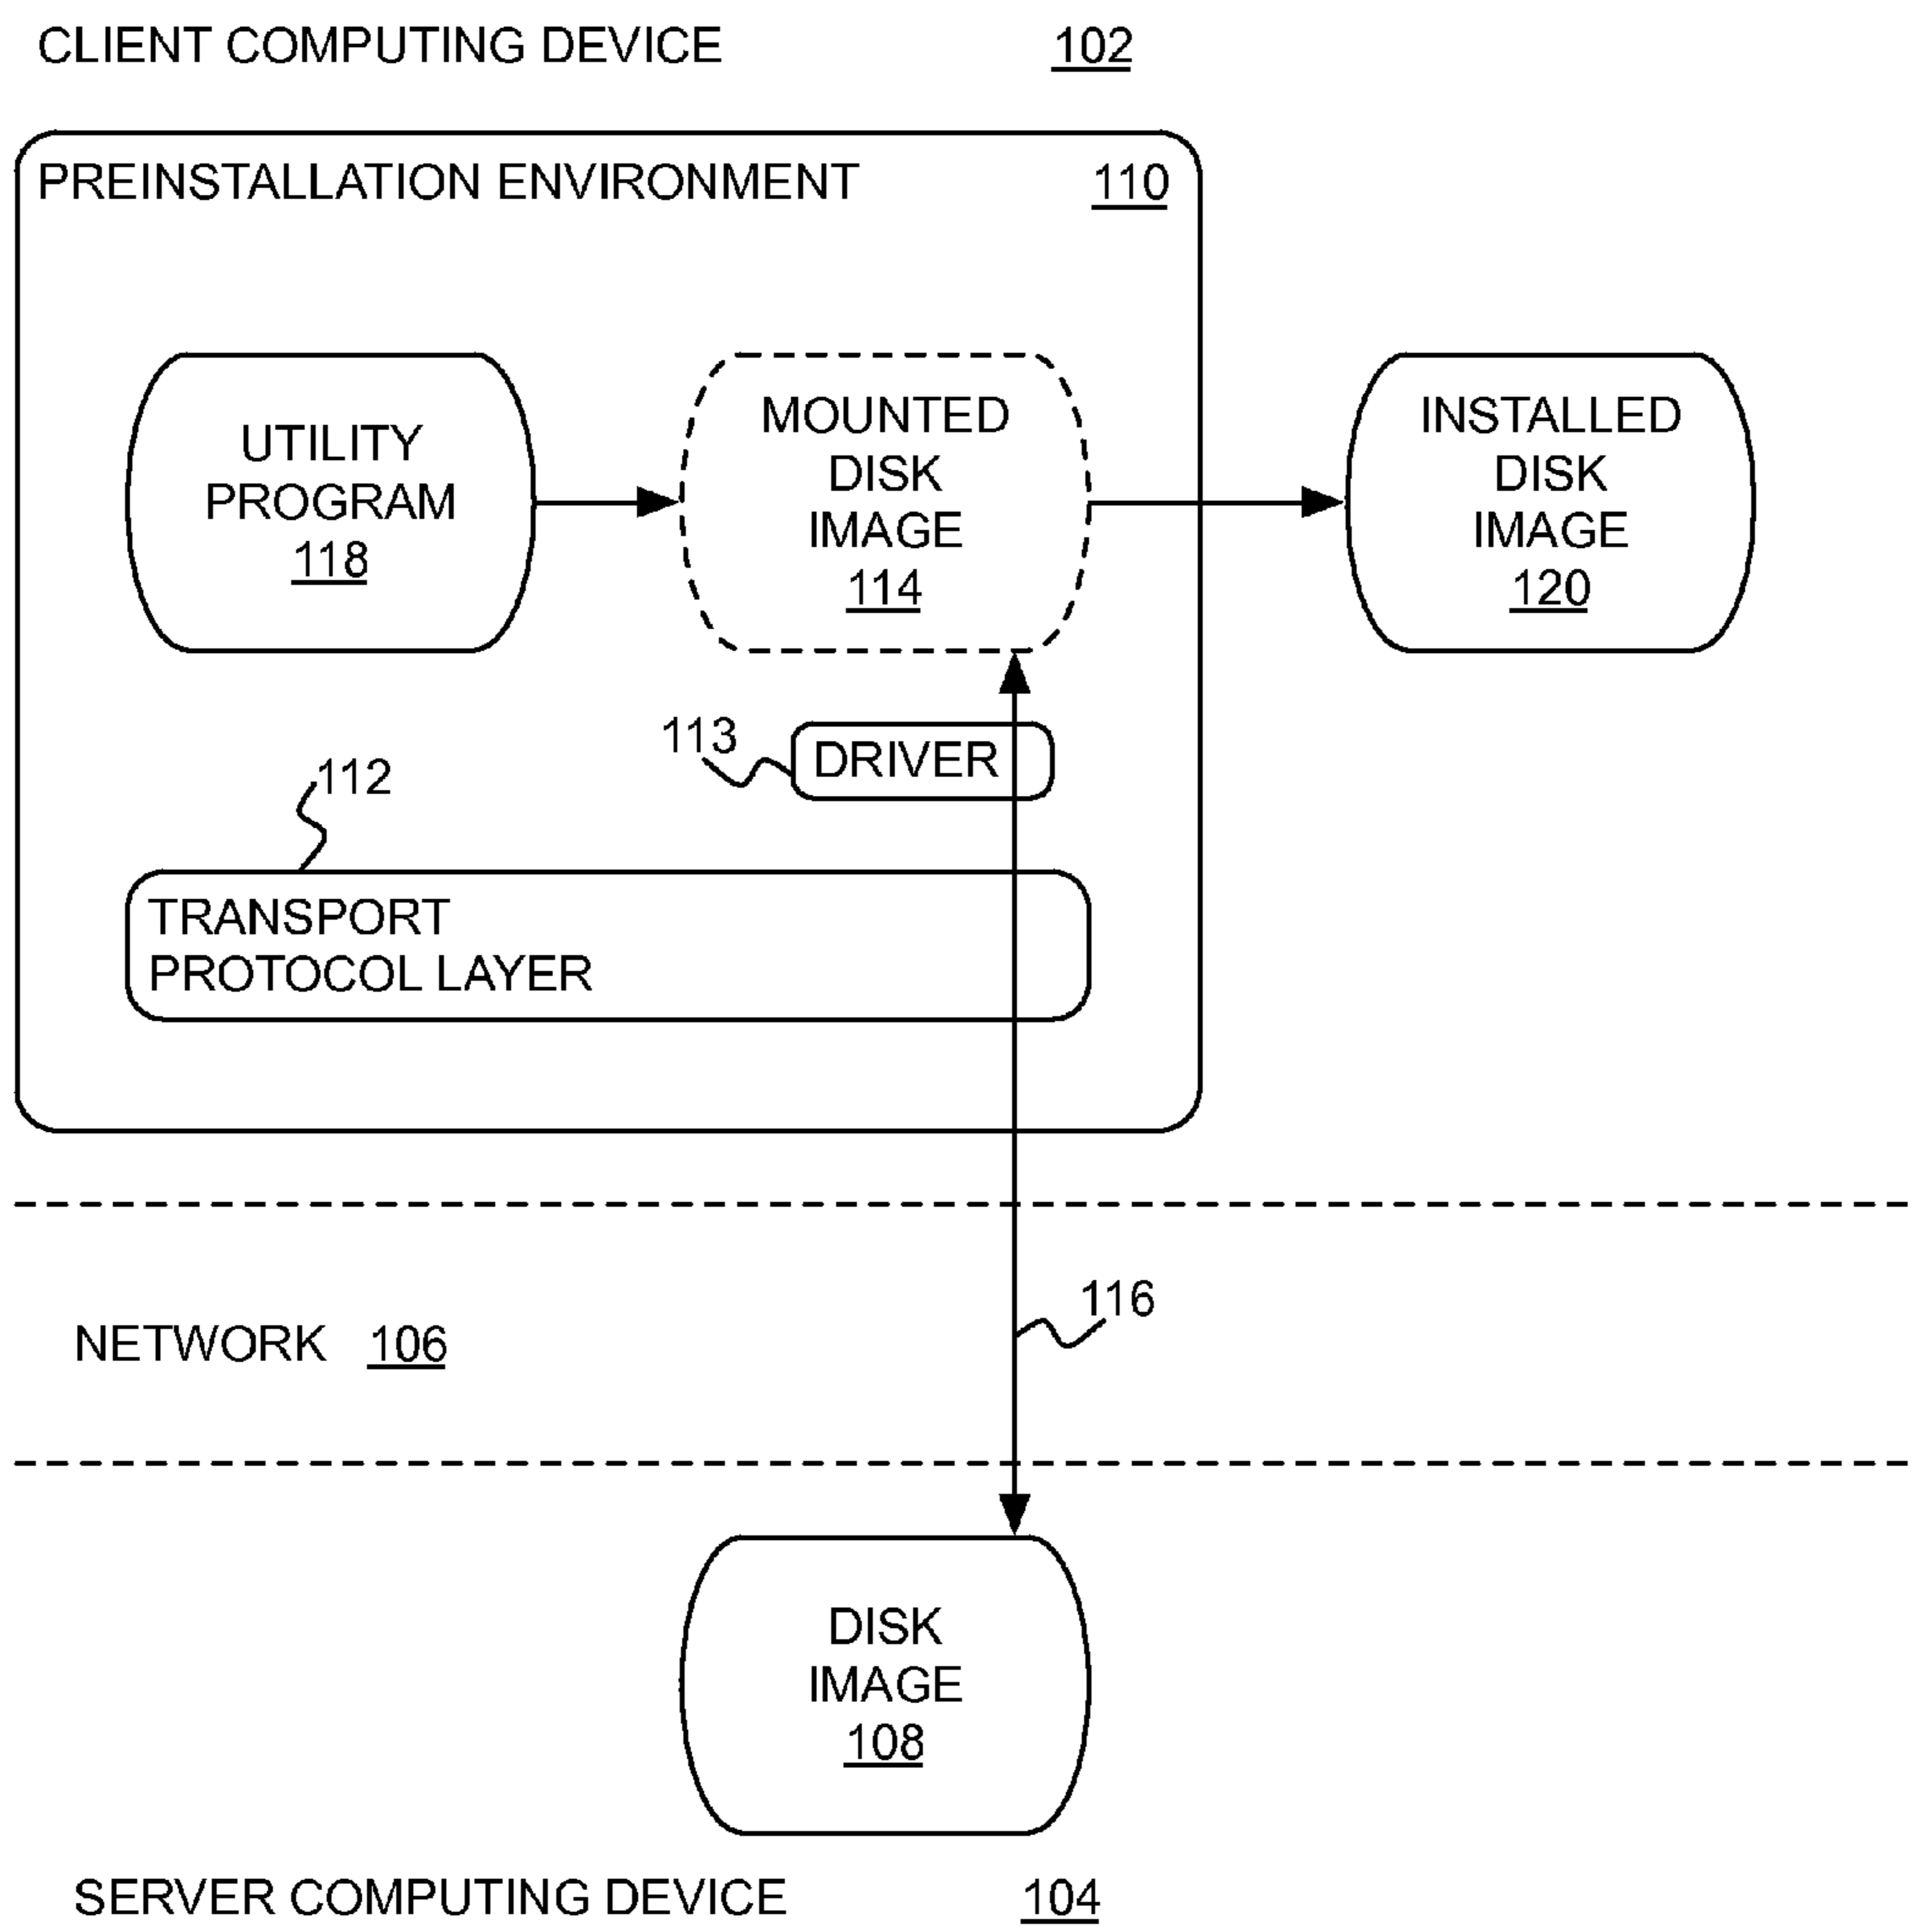 CLIENT COMPUTING DEVICE 102
PREINSTALLATION ENVIRONMENT 110
UTILITY
PROGRAM
118
MOUNTED
DISK
IMAGE
114
INSTALLED
DISK
IMAGE
120
113
DRIVER
112
TRANSPORT
PROTOCOL LAYER
116
NETWORK 106
DISK
IMAGE
108
SERVER COMPUTING DEVICE 104